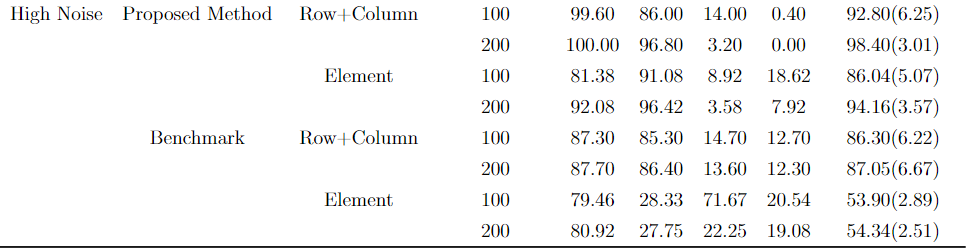 High Noise Proposed Method Row+Column 100 99.60 86.00 14.00 0.40 92.80(6.25)
200 100.00 96.80 3.20 0.00 98.40(3.01)
Element 100 81.38 91.08 8.92 18.62 86.04(5.07)
200 92.08 96.42 3.58 7.92 94.16(3.57)
Benchmark Row+Column 100 87.30 85.30 14.70 12.70 86.30(6.22)
200 87.70 86.40 13.60 12.30 87.05(6.67)
Element 100 79.46 28.33 71.67 20.54 53.90(2.89)
200 80.92 27.75 22.25 19.08 54.34(2.51)